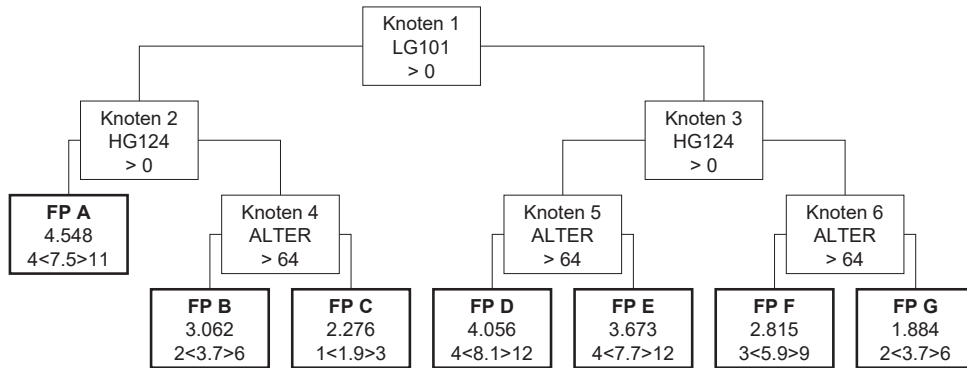 Knoten 1
LG101
> 0
Knoten 2
HG124
> 0
Knoten 3
HG124
> 0
FP A
4.548
4<7.5>11
Knoten 4
ALTER
> 64
Knoten 5
ALTER
> 64
Knoten 6
ALTER
> 64
FP B
3.062
2<3.7>6
FP C
2.276
1<1.9>3
FP D
4.056
4<8.1>12
FP E
3.673
4<7.7>12
FP F
2.815
3<5.9>9
FP G
1.884
2<3.7>6